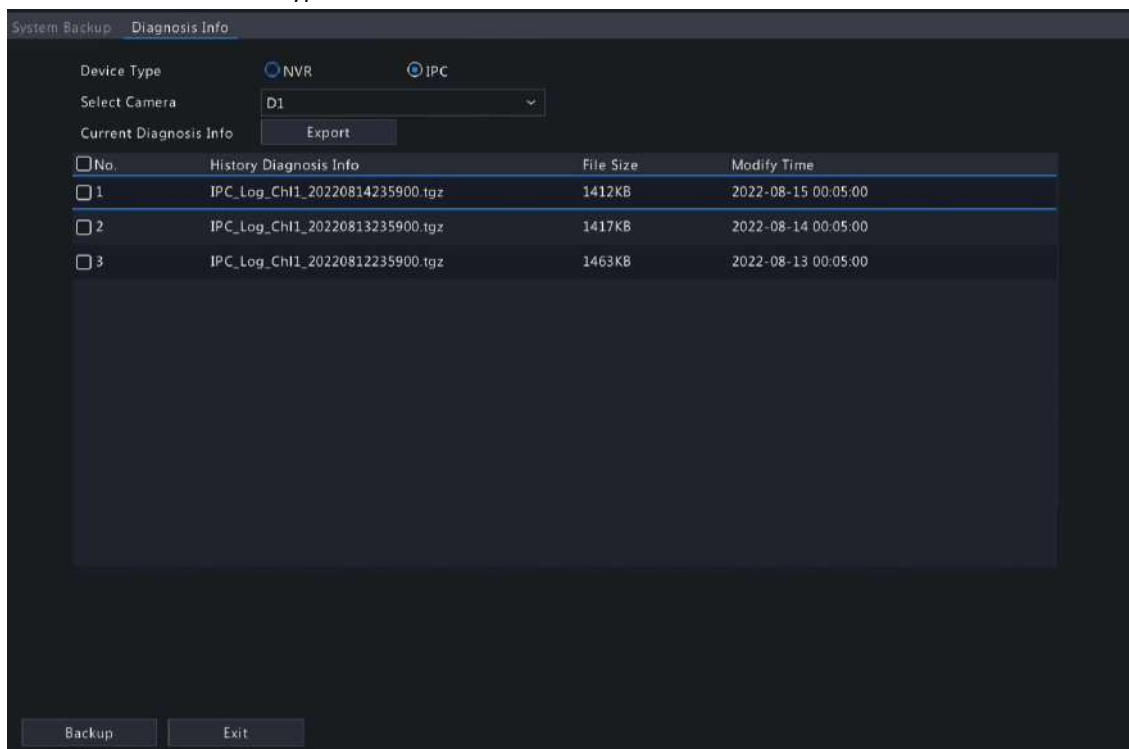 System Backup Diagnosis Info
Device Type NVR IPC
Select Camera D1
Current Diagnosis Info Export
No. History Diagnosis Info File Size Modify Time
1 IPC_Log_Chl1_20220814235900.tgz 1412KB 2022-08-15 00:05:00
2 IPC_Log_Chl1_20220813235900.tgz 1417KB 2022-08-14 00:05:00
3 IPC_Log_Chl1_20220812235900.tgz 1463KB 2022-08-13 00:05:00
Backup Exit